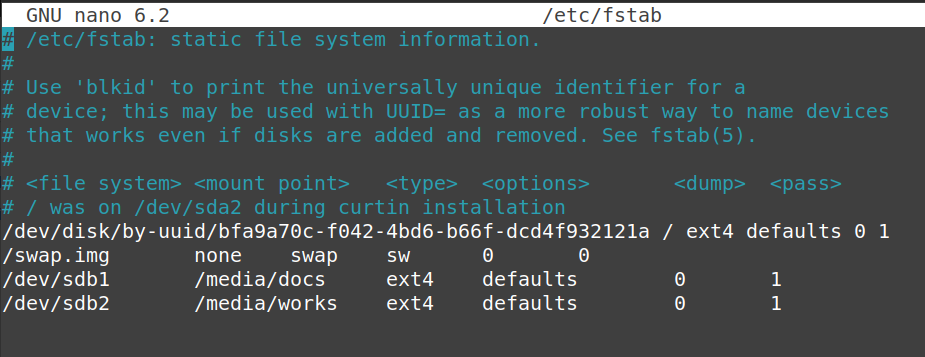 GNU nano 6.2 /etc/fstab
# /etc/fstab: static file system information.
#
# Use 'blkid' to print the universally unique identifier for a
# device; this may be used with UUID= as a more robust way to name devices
# that works even if disks are added and removed. See fstab(5).
#
# <file system> <mount point>   <type>  <options>       <dump>  <pass>
# / was on /dev/sda2 during curtin installation
/dev/disk/by-uuid/bfa9a70c-f042-4bd6-b66f-dcd4f932121a / ext4 defaults 0 1
/swap.img       none    swap    sw      0       0
/dev/sdb1       /media/docs     ext4    defaults        0       1
/dev/sdb2       /media/works    ext4    defaults        0       1